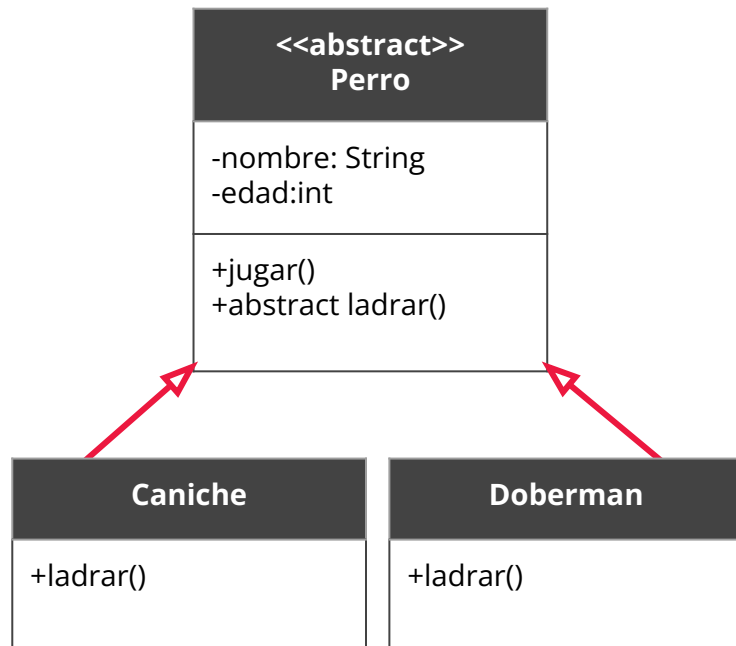 <<abstract>>
Perro
-nombre: String
-edad:int
+jugar()
+abstract ladrar()
Caniche
+ladrar()
Doberman
+ladrar()